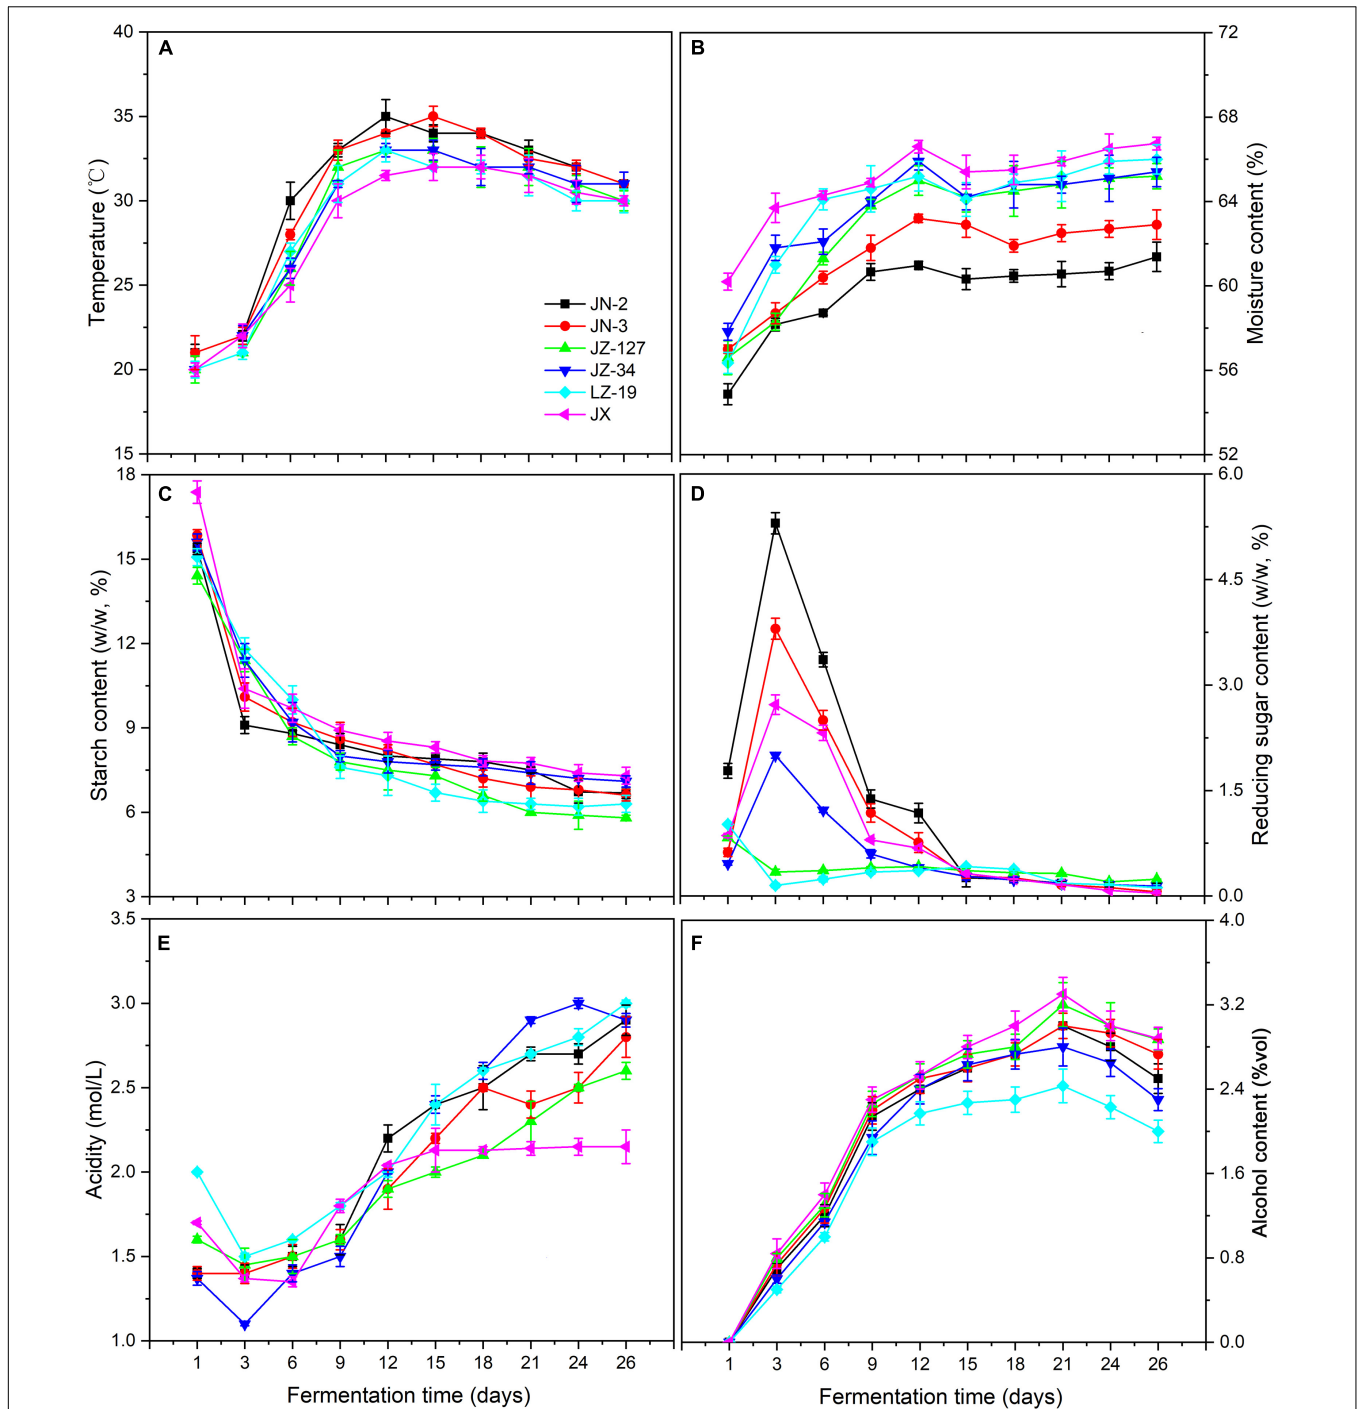 A
40
35
30
25
20
15
Temperature (℃)
JN-2
JN-3
JZ-127
JZ-34
LZ-19
JX
B
72
68
64
60
56
52
Moisture content (%)
C
18
15
12
9
6
3
Starch content (w/w, %)
D
6.0
4.5
3.0
1.5
0.0
Reducing sugar content (w/w, %)
E
3.5
3.0
2.5
2.0
1.5
1.0
Acidity (mol/L)
1 3 6 9 12 15 18 21 24 26
Fermentation time (days)
F
4.0
3.2
2.4
1.6
0.8
0.0
Alcohol content (%vol)
1 3 6 9 12 15 18 21 24 26
Fermentation time (days)